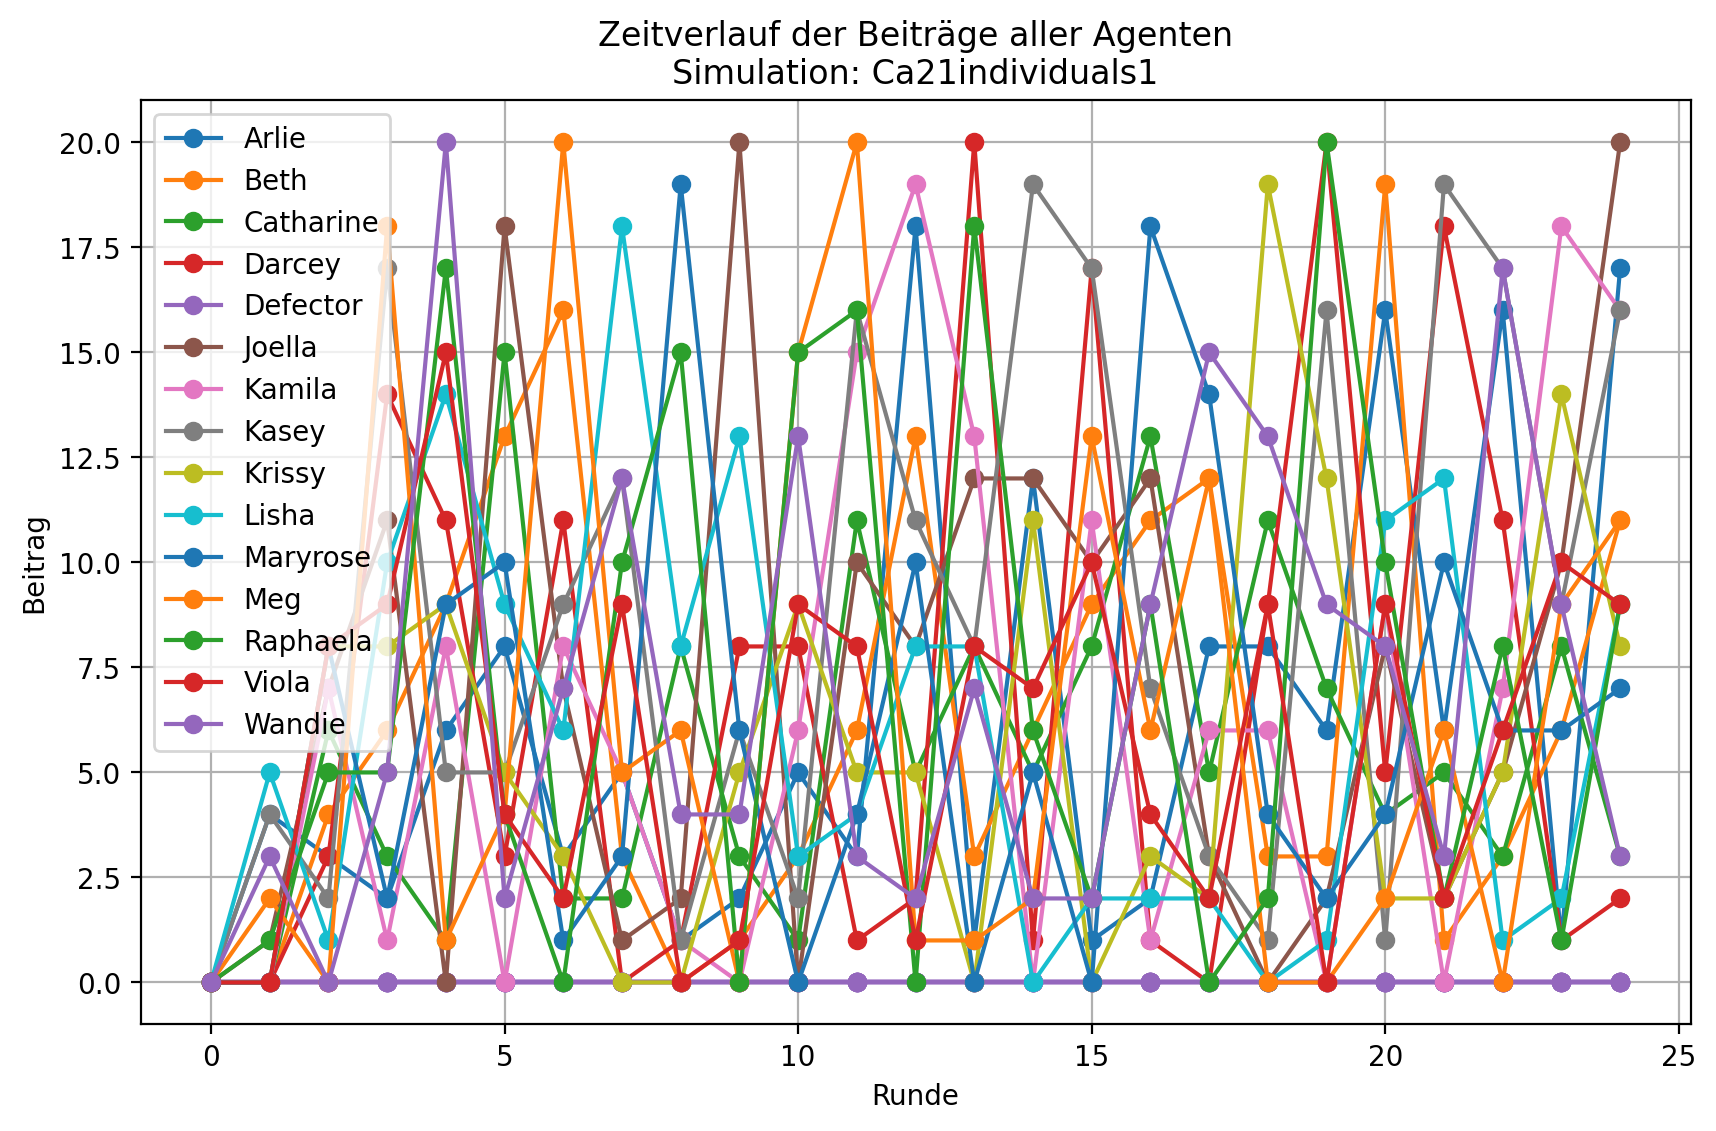 Zeitverlauf der Beiträge aller Agenten
Simulation: Ca21individuals1
Beitrag
20.0
17.5
15.0
12.5
10.0
7.5
5.0
2.5
0.0
Arlie
Beth
Catharine
Darcey
Defector
Joella
Kamila
Kasey
Krissy
Lisha
Maryrose
Meg
Raphaela
Viola
Wandie
0 5 10 15 20 25
Runde